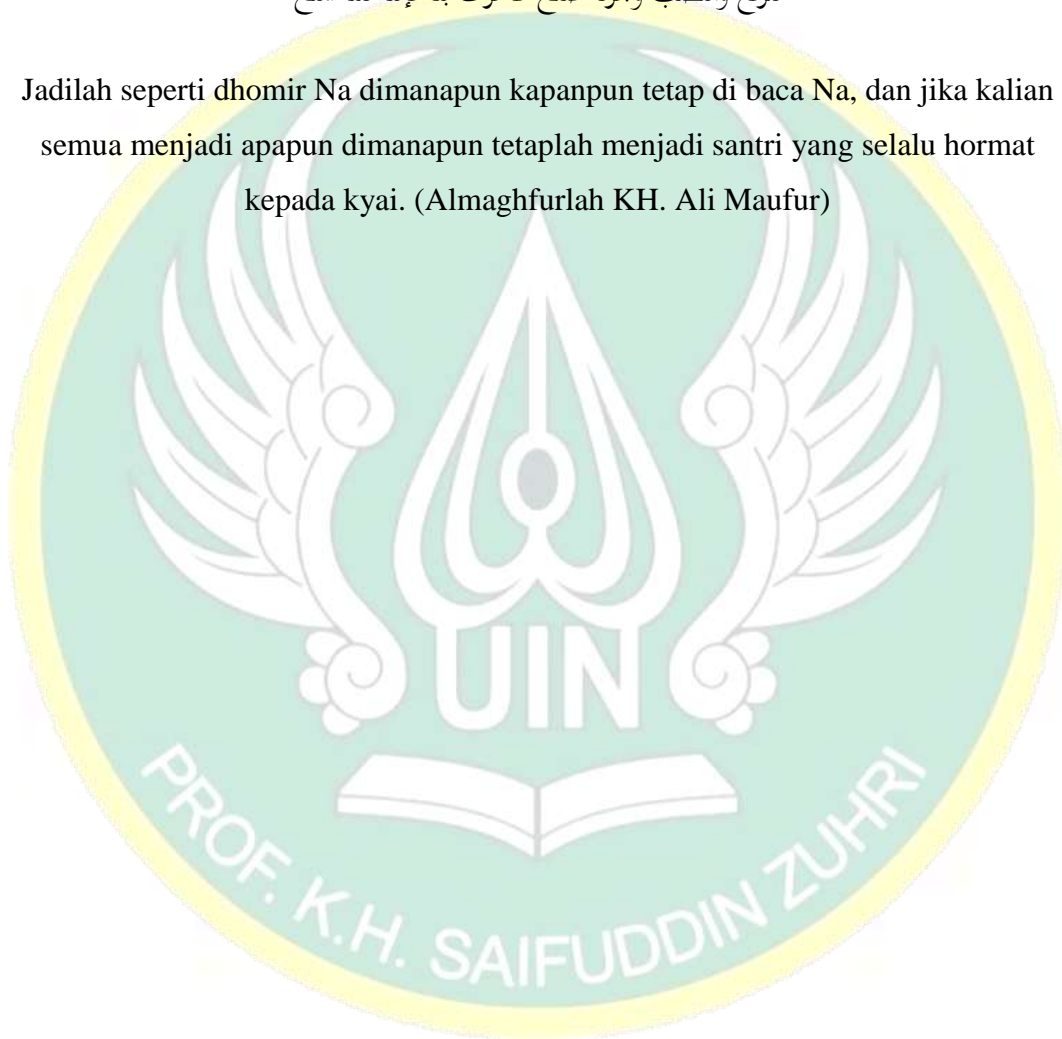 Jadilah seperti dhomir Na dimanapun kapanpun tetap di baca Na, dan jika kalian
semua menjadi apapun dimanapun tetaplah menjadi santri yang selalu hormat
kepada kyai. (Almaghfurlah KH. Ali Maufur)
UIN
PROF. K.H. SAIFUDDIN ZUHRI